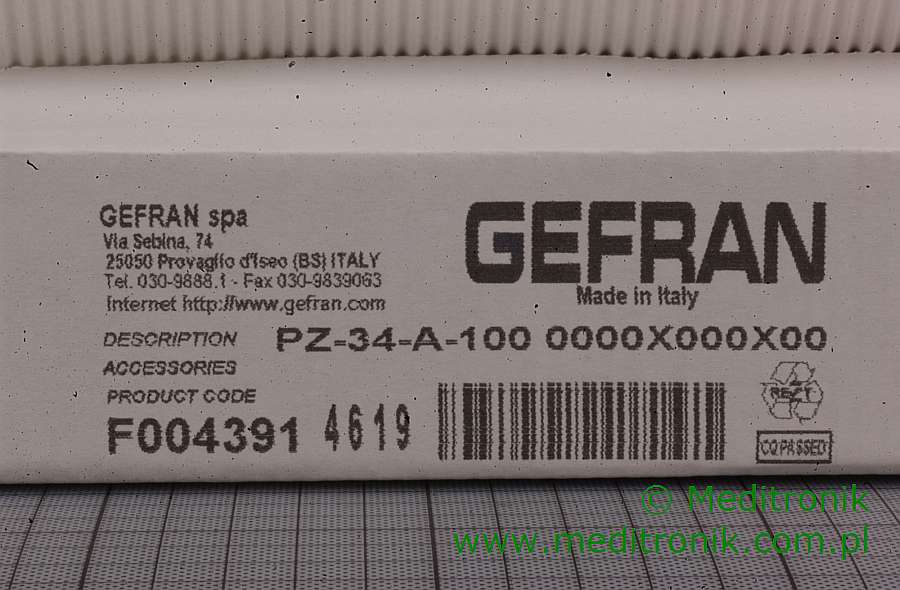 GEFRAN spa
Via Sebina, 74
25050 Provaglio d'Iseo (BS) ITALY
Tel. 030-9888.1 - Fax 030-9839063
Internet http://www.gefran.com
GEFRAN
Made in Italy
DESCRIPTION PZ-34-A-100 0000X000X00
ACCESSORIES
PRODUCT CODE
F004391 4619
RECY
CQ PASSED
© Meditronik
www.meditronik.com.pl